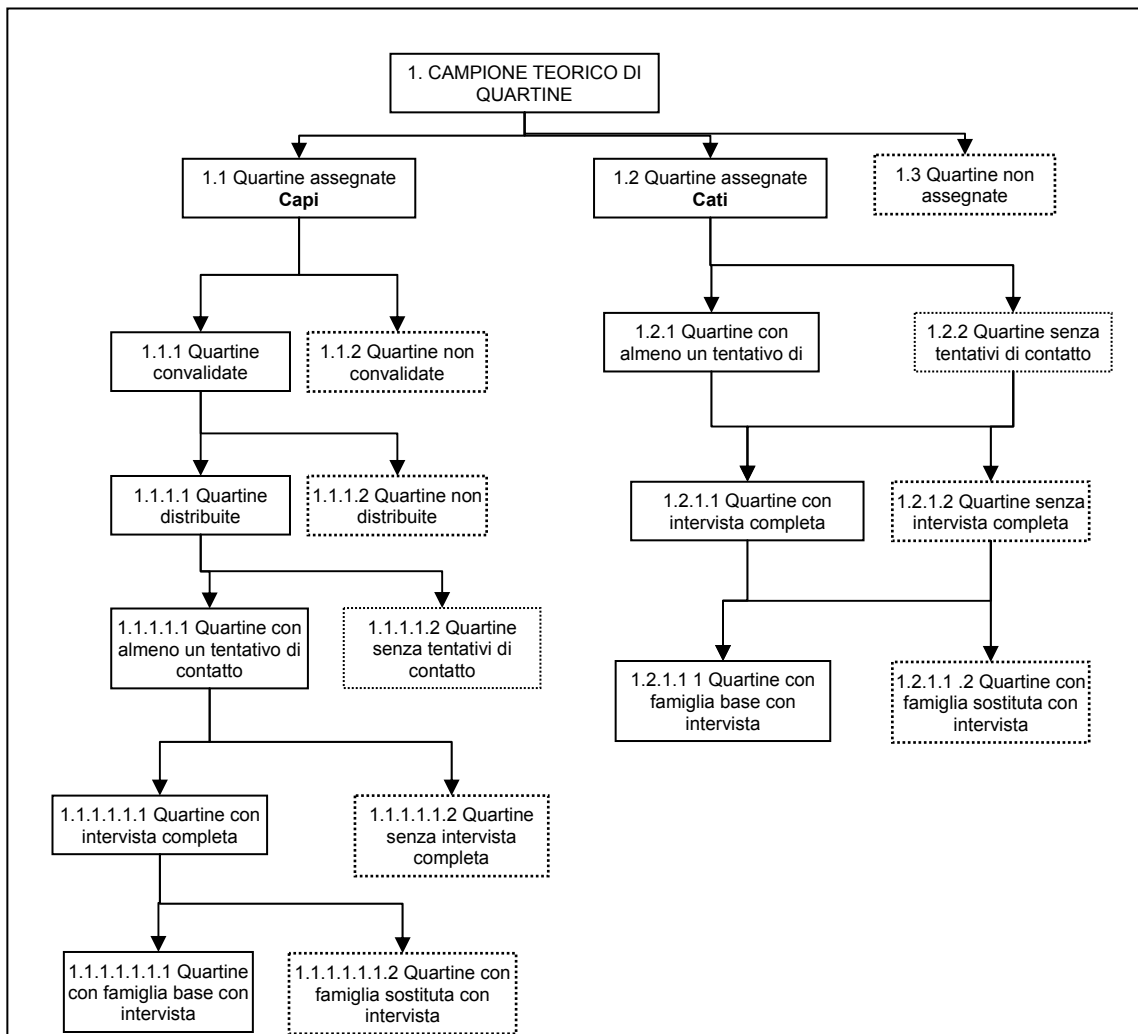 1. CAMPIONE TEORICO DI
QUARTINE
1.1 Quartine assegnate
Capi
1.2 Quartine assegnate
Cati
1.3 Quartine non
assegnate
1.1.1 Quartine
convalidate
1.1.2 Quartine non
convalidate
1.2.1 Quartine con
almeno un tentativo di
1.2.2 Quartine senza
tentativi di contatto
1.1.1.1 Quartine
distribuite
1.1.1.2 Quartine non
distribuite
1.2.1.1 Quartine con
intervista completa
1.2.1.2 Quartine senza
intervista completa
1.1.1.1.1 Quartine con
almeno un tentativo di
contatto
1.1.1.1.2 Quartine
senza tentativi di
contatto
1.2.1.1 1 Quartine con
famiglia base con
intervista
1.2.1.1 .2 Quartine con
famiglia sostituta con
intervista
1.1.1.1.1.1 Quartine con
intervista completa
1.1.1.1.1.2 Quartine
senza intervista
completa
1.1.1.1.1.1.1 Quartine
con famiglia base con
intervista
1.1.1.1.1.1.2 Quartine con
famiglia sostituta con
intervista